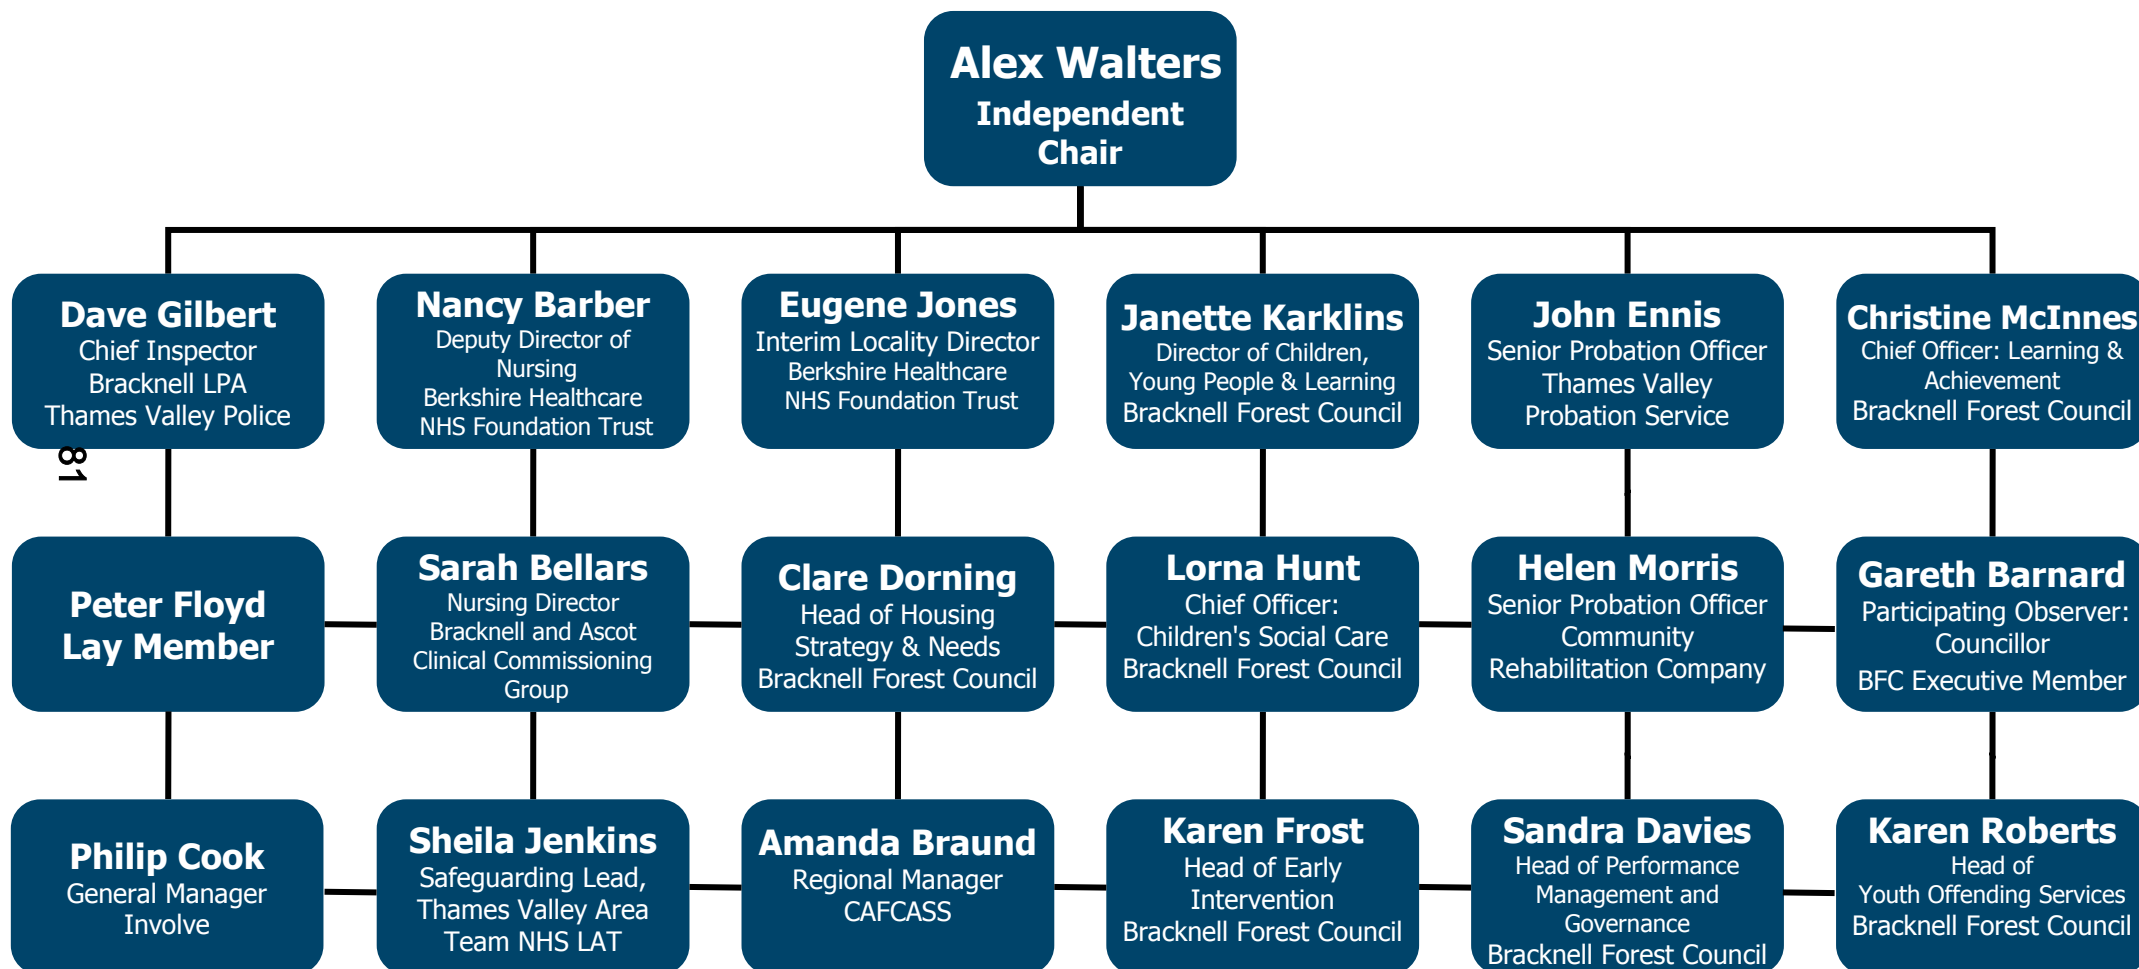 Alex Walters
Independent
Chair
Dave Gilbert
Chief Inspector
Bracknell LPA
Thames Valley Police
Nancy Barber
Deputy Director of
Nursing
Berkshire Healthcare
NHS Foundation Trust
Eugene Jones
Interim Locality Director
Berkshire Healthcare
NHS Foundation Trust
Janette Karklins
Director of Children,
Young People & Learning
Bracknell Forest Council
John Ennis
Senior Probation Officer
Thames Valley
Probation Service
Christine McInnes
Chief Officer: Learning &
Achievement
Bracknell Forest Council
81
Peter Floyd
Lay Member
Sarah Bellars
Nursing Director
Bracknell and Ascot
Clinical Commissioning
Group
Clare Dorning
Head of Housing
Strategy & Needs
Bracknell Forest Council
Lorna Hunt
Chief Officer:
Children's Social Care
Bracknell Forest Council
Helen Morris
Senior Probation Officer
Community
Rehabilitation Company
Gareth Barnard
Participating Observer:
Councillor
BFC Executive Member
Philip Cook
General Manager
Involve
Sheila Jenkins
Safeguarding Lead,
Thames Valley Area
Team NHS LAT
Amanda Braund
Regional Manager
CAFCASS
Karen Frost
Head of Early
Intervention
Bracknell Forest Council
Sandra Davies
Head of Performance
Management and
Governance
Bracknell Forest Council
Karen Roberts
Head of
Youth Offending Services
Bracknell Forest Council